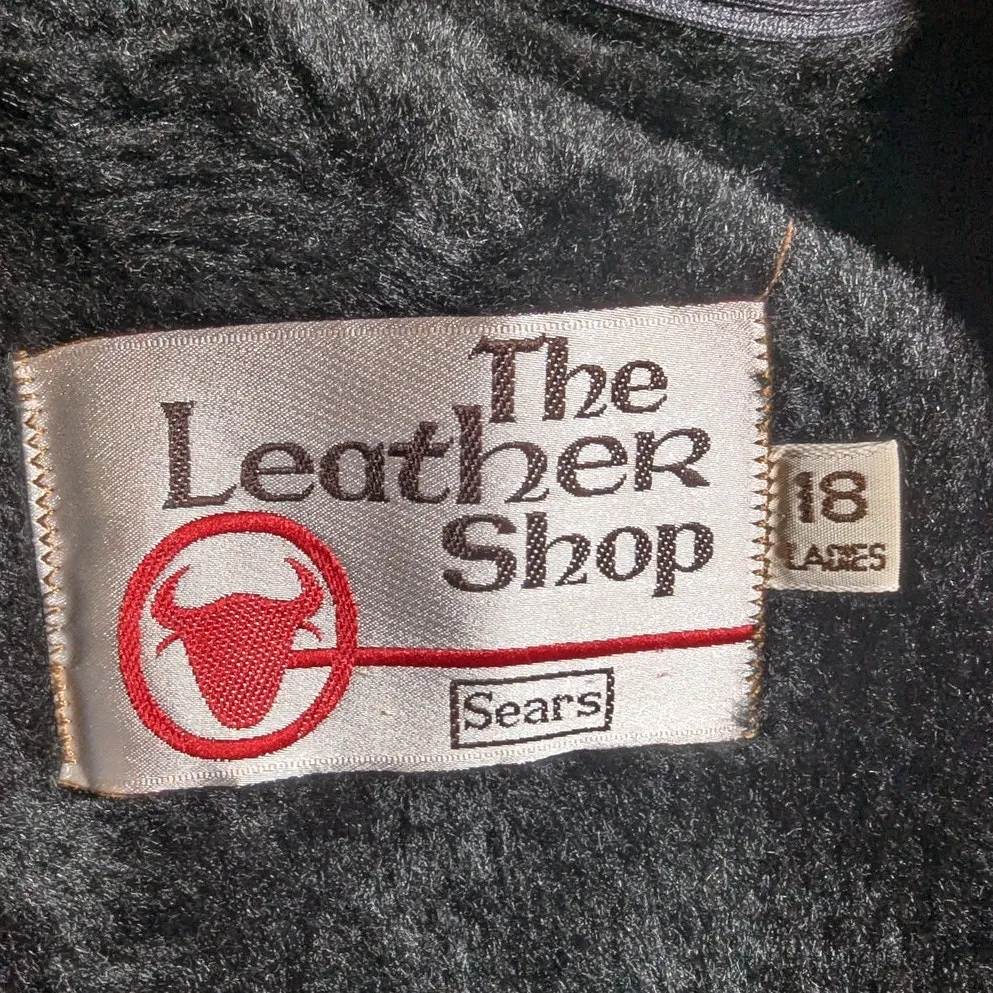 The
LeatheR
Shop
Sears
18
LADIES